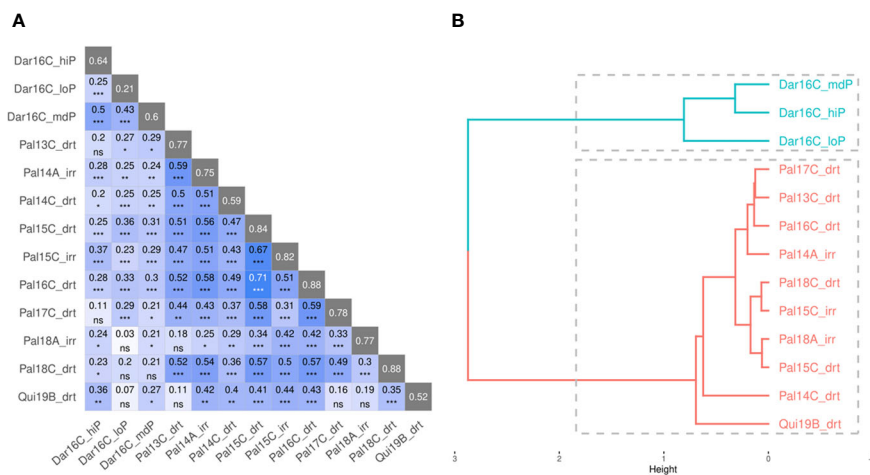 A
B
Dar16C_hiP 0.64
Dar16C_loP 0.25 0.21
***
Dar16C_mdP 0.5 0.43 0.6
*** ***
Pal13C_drt 0.2 0.27 0.29 0.77
ns * *
Pal14A_irr 0.28 0.25 0.24 0.59 0.75
*** ** ** ***
Pal14C_drt 0.2 0.25 0.25 0.5 0.51 0.59
* *** *** *** ***
Pal15C_drt 0.25 0.36 0.31 0.51 0.56 0.47 0.84
*** *** *** *** *** ***
Pal15C_irr 0.37 0.23 0.29 0.47 0.51 0.43 0.67 0.82
*** *** *** *** *** *** ***
Pal16C_drt 0.28 0.33 0.3 0.52 0.58 0.49 0.71 0.51 0.88
*** *** *** *** *** *** *** ***
Pal17C_drt 0.11 0.29 0.21 0.44 0.43 0.37 0.58 0.31 0.59 0.78
ns *** * ** *** *** *** *** ***
Pal18A_irr 0.24 0.03 0.21 0.18 0.25 0.29 0.34 0.42 0.42 0.33 0.77
* ns * ns * ** *** *** *** ***
Pal18C_drt 0.23 0.2 0.21 0.52 0.54 0.36 0.57 0.5 0.57 0.49 0.3 0.88
* ns ns *** *** *** *** *** *** *** ***
Qui19B_drt 0.36 0.07 0.27 0.11 0.42 0.4 0.41 0.44 0.43 0.16 0.19 0.35 0.52
** ns * ns ** ** *** *** *** ns ns ***
Dar16C_hiP
Dar16C_loP
Dar16C_mdP
Pal13C_drt
Pal14A_irr
Pal14C_drt
Pal15C_drt
Pal15C_irr
Pal16C_drt
Pal17C_drt
Pal18A_irr
Pal18C_drt
Qui19B_drt
Dar16C_mdP
Dar16C_hiP
Dar16C_loP
Pal17C_drt
Pal13C_drt
Pal16C_drt
Pal14A_irr
Pal18C_drt
Pal15C_irr
Pal18A_irr
Pal15C_drt
Pal14C_drt
Qui19B_drt
3 2 1 0
Height